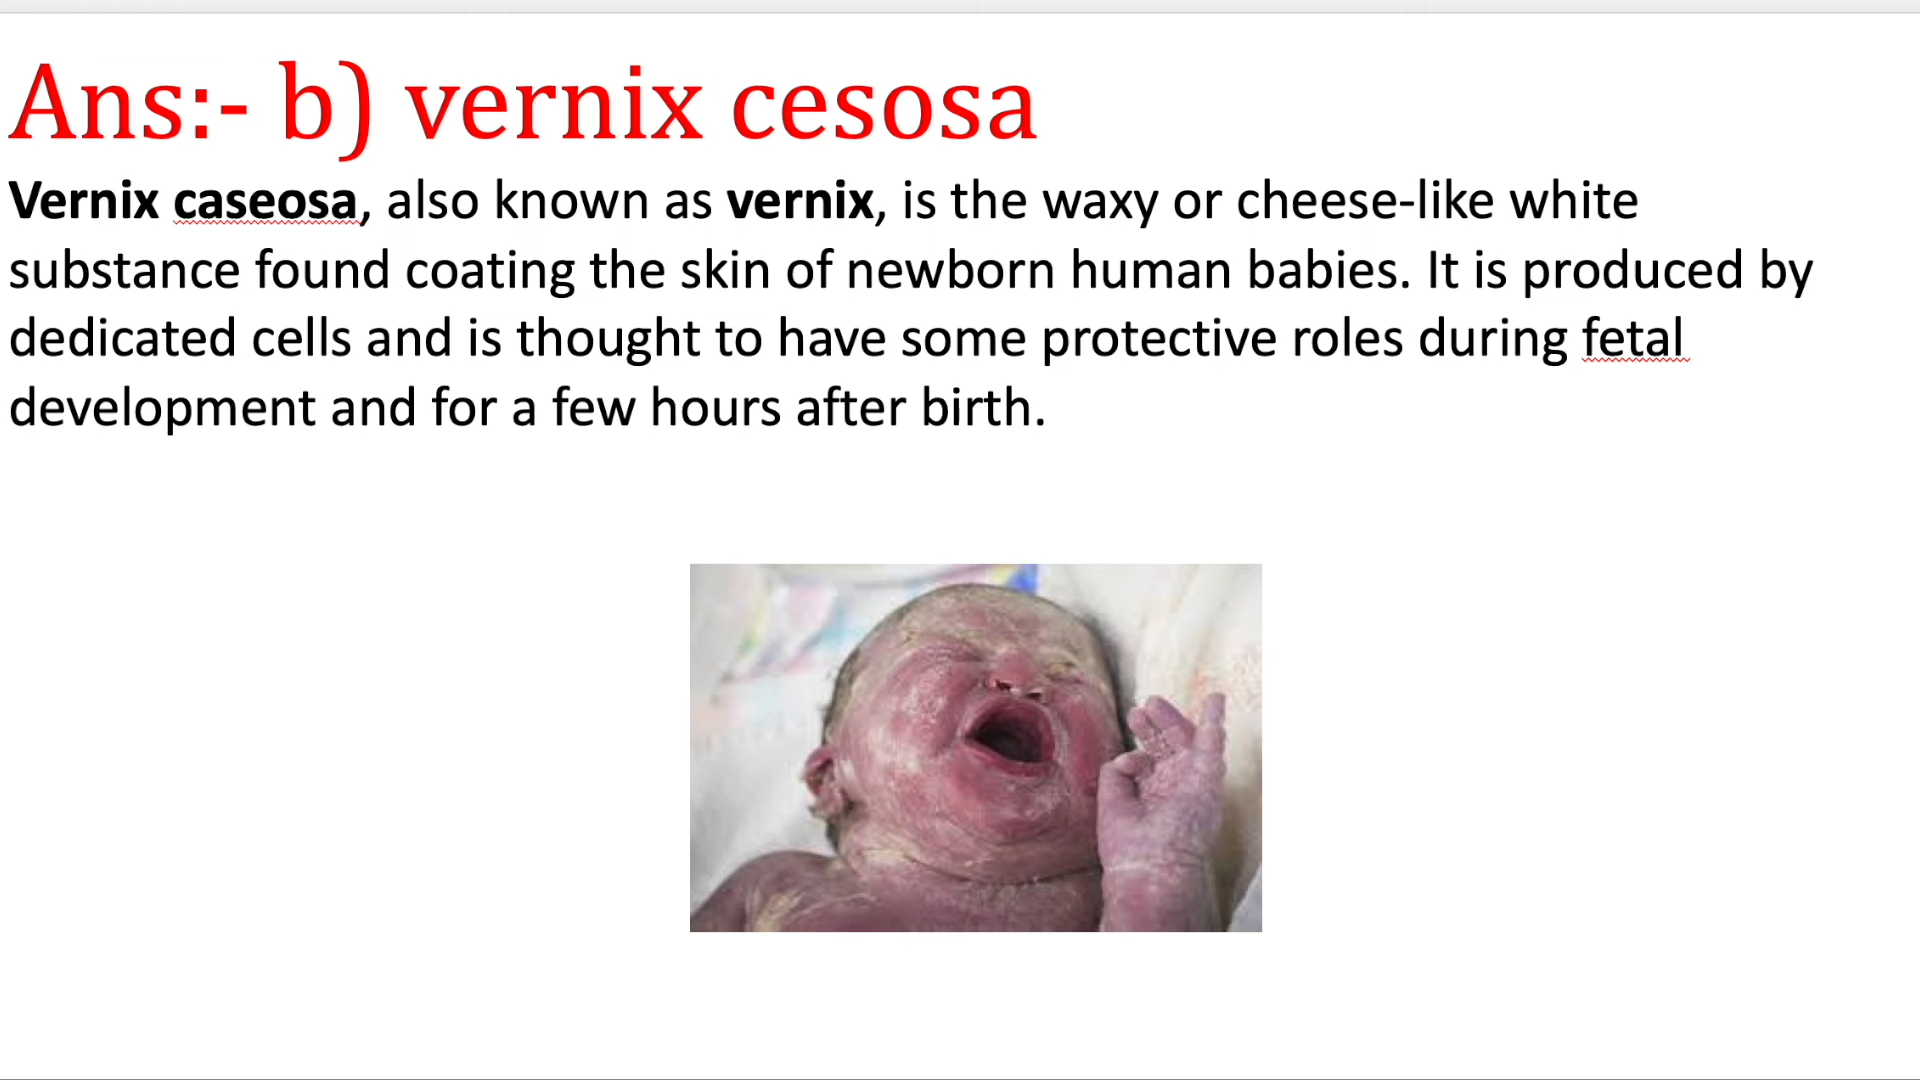 Ans:- b) vernix cesosa
Vernix caseosa, also known as vernix, is the waxy or cheese-like white
substance found coating the skin of newborn human babies. It is produced by
dedicated cells and is thought to have some protective roles during fetal
development and for a few hours after birth.